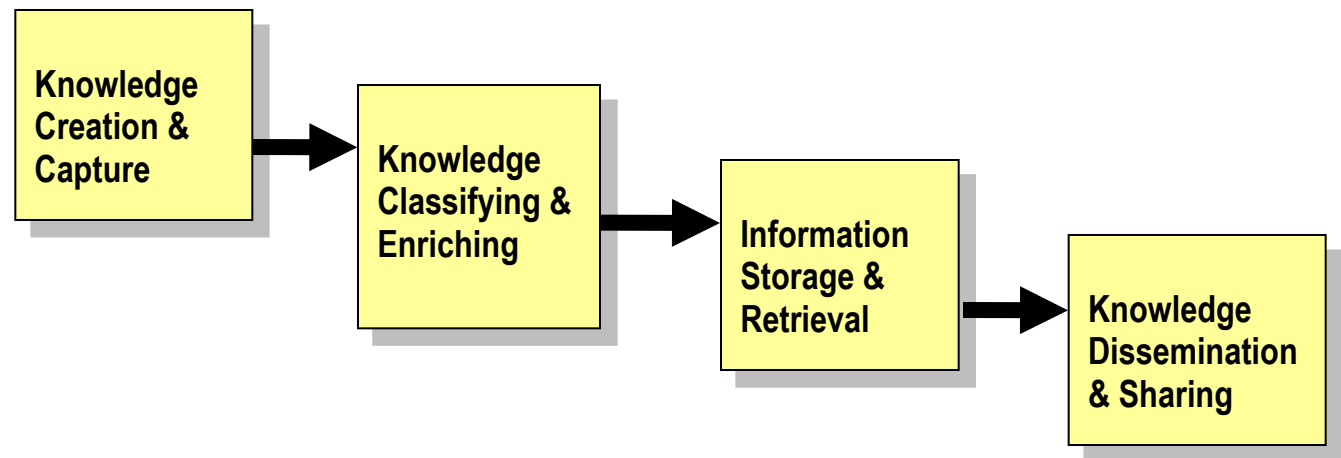 Knowledge
Creation &
Capture
Knowledge
Classifying &
Enriching
Information
Storage &
Retrieval
Knowledge
Dissemination
& Sharing